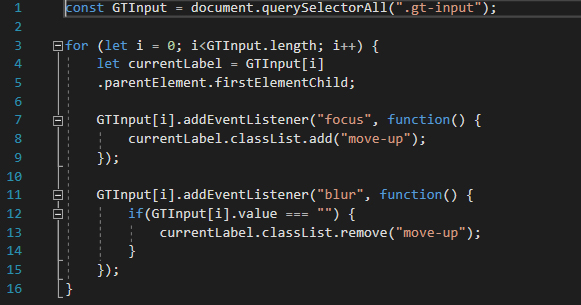 1 const GTInput = document.querySelectorAll(".gt-input");
2
3 for (let i = 0; i<GTInput.length; i++) {
4     let currentLabel = GTInput[i]
5     .parentElement.firstElementChild;
6
7     GTInput[i].addEventListener("focus", function() {
8         currentLabel.classList.add("move-up");
9     });
10
11     GTInput[i].addEventListener("blur", function() {
12         if(GTInput[i].value === "") {
13             currentLabel.classList.remove("move-up");
14         }
15     });
16 }